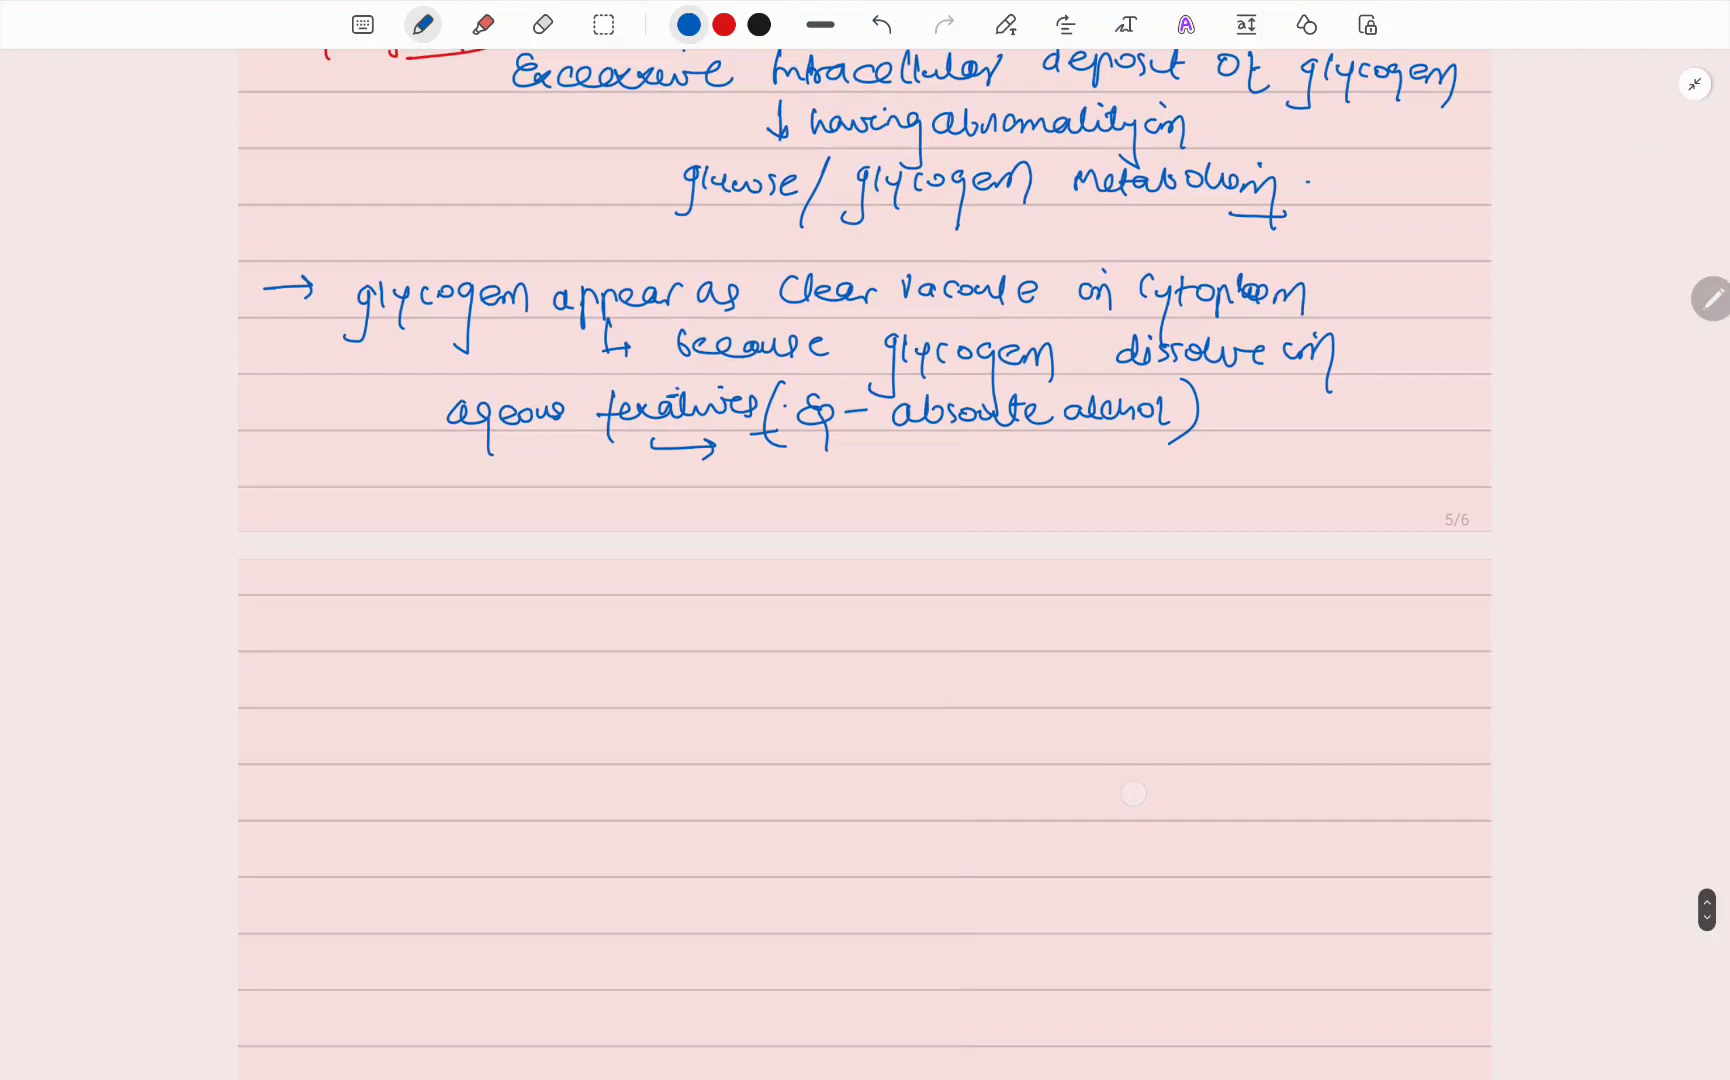 Excessive Intracellular deposit of glycogen
↓ having abnormality in
glucose/glycogen metabolism.
→ glycogen appear as clear vacoule in cytoplasm
↳ because glycogen dissolve in
aqeous fixatives (eg - absolute alcohol)
5/6